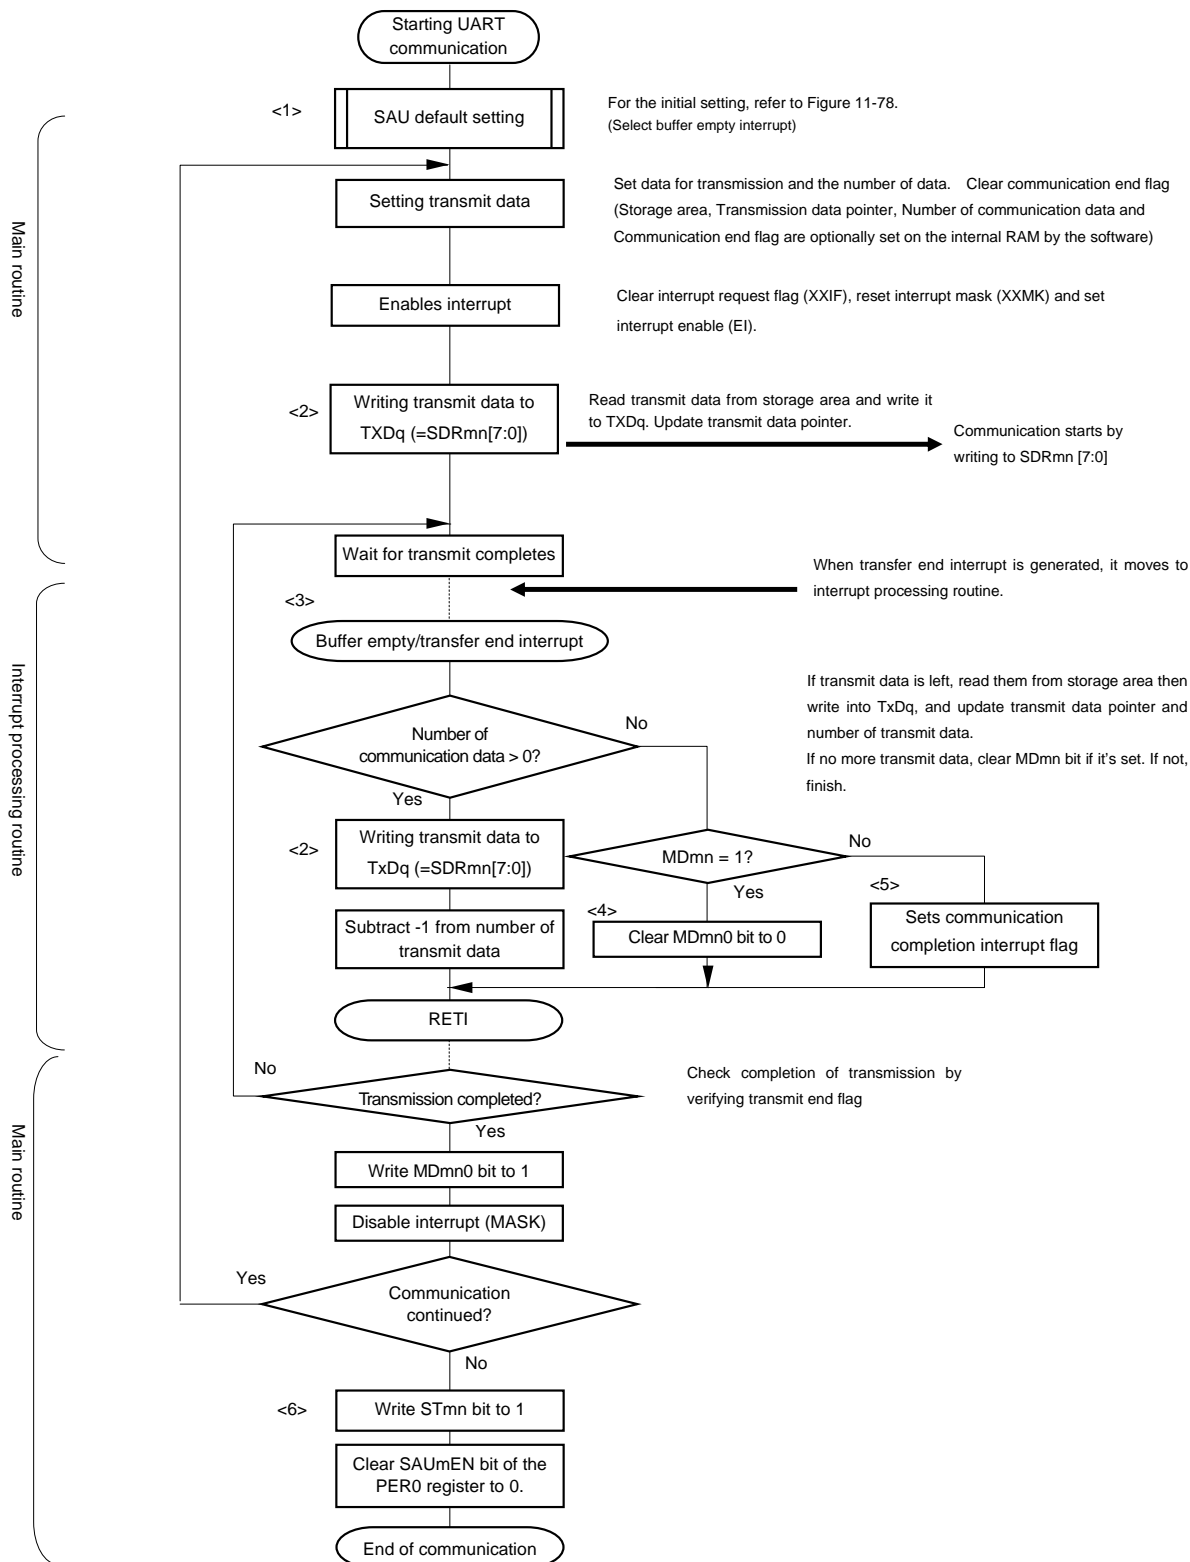 Starting UART
communication
<1>
SAU default setting
For the initial setting, refer to Figure 11-78.
(Select buffer empty interrupt)
Setting transmit data
Set data for transmission and the number of data. Clear communication end flag
(Storage area, Transmission data pointer, Number of communication data and
Communication end flag are optionally set on the internal RAM by the software)
Main routine
Enables interrupt
Clear interrupt request flag (XXIF), reset interrupt mask (XXMK) and set
interrupt enable (EI).
<2>
Writing transmit data to
TXDq (=SDRmn[7:0])
Read transmit data from storage area and write it
to TXDq. Update transmit data pointer.
Communication starts by
writing to SDRmn [7:0]
Wait for transmit completes
When transfer end interrupt is generated, it moves to
interrupt processing routine.
<3>
Buffer empty/transfer end interrupt
Interrupt processing routine
If transmit data is left, read them from storage area then
write into TxDq, and update transmit data pointer and
number of transmit data.
If no more transmit data, clear MDmn bit if it's set. If not,
finish.
Number of
communication data > 0?
No
Yes
<2>
Writing transmit data to
TxDq (=SDRmn[7:0])
MDmn = 1?
No
Yes
<4>
Clear MDmn0 bit to 0
<5>
Sets communication
completion interrupt flag
Subtract -1 from number of
transmit data
RETI
No
Transmission completed?
Yes
Check completion of transmission by
verifying transmit end flag
Main routine
Write MDmn0 bit to 1
Disable interrupt (MASK)
Yes
Communication
continued?
No
<6>
Write STmn bit to 1
Clear SAUmEN bit of the
PER0 register to 0.
End of communication